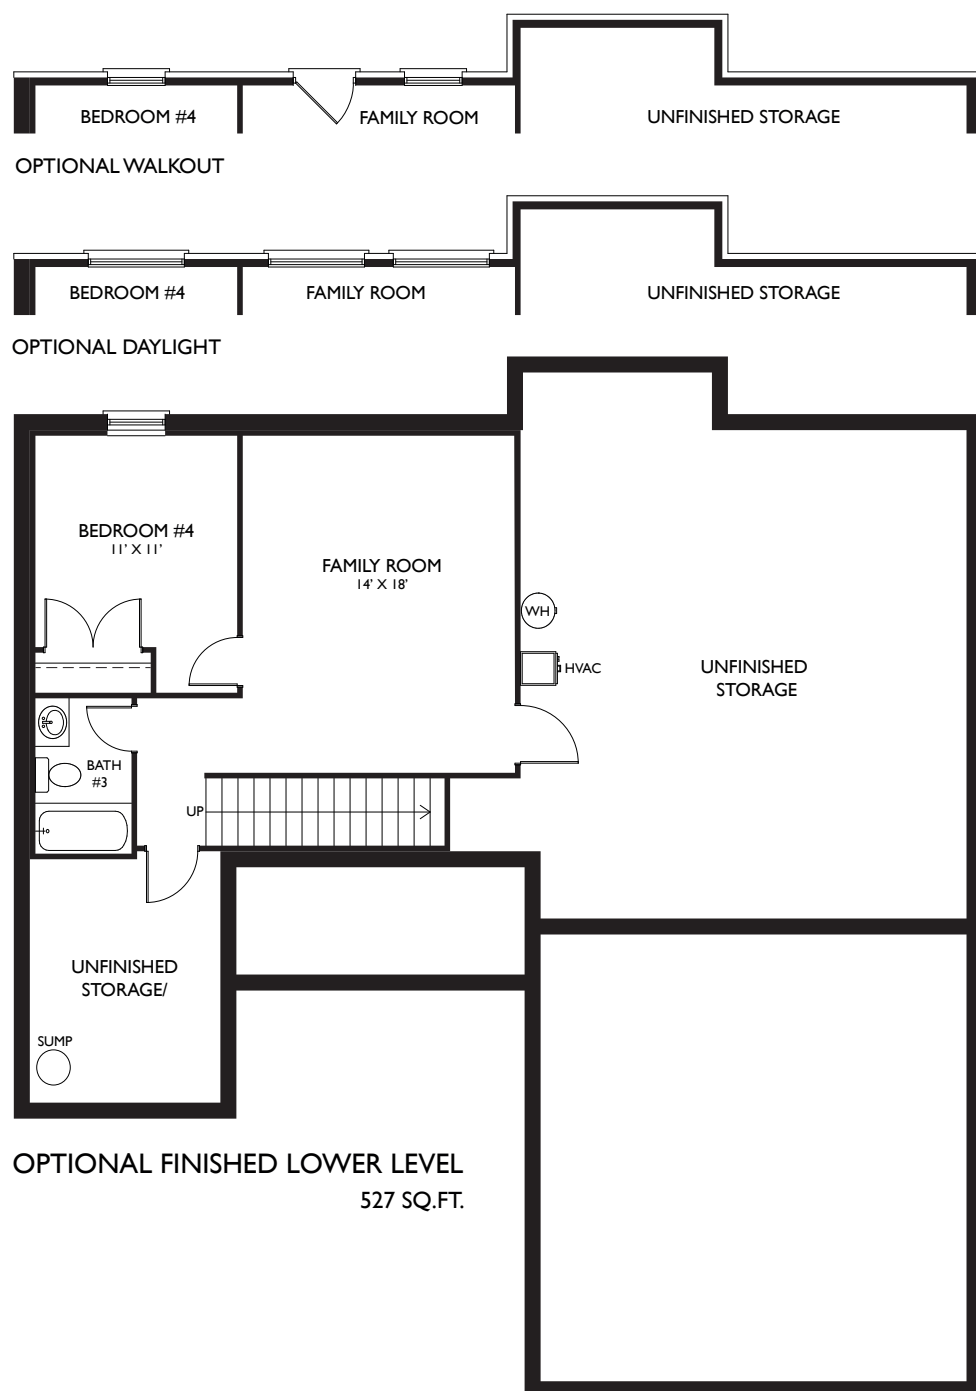 BEDROOM #4
FAMILY ROOM
UNFINISHED STORAGE
OPTIONAL WALKOUT
BEDROOM #4
FAMILY ROOM
UNFINISHED STORAGE
OPTIONAL DAYLIGHT
BEDROOM #4
11' X 11'
FAMILY ROOM
14' X 18'
WH
HVAC
UNFINISHED
STORAGE
BATH
#3
UP
UNFINISHED
STORAGE/
SUMP
OPTIONAL FINISHED LOWER LEVEL
527 SQ.FT.